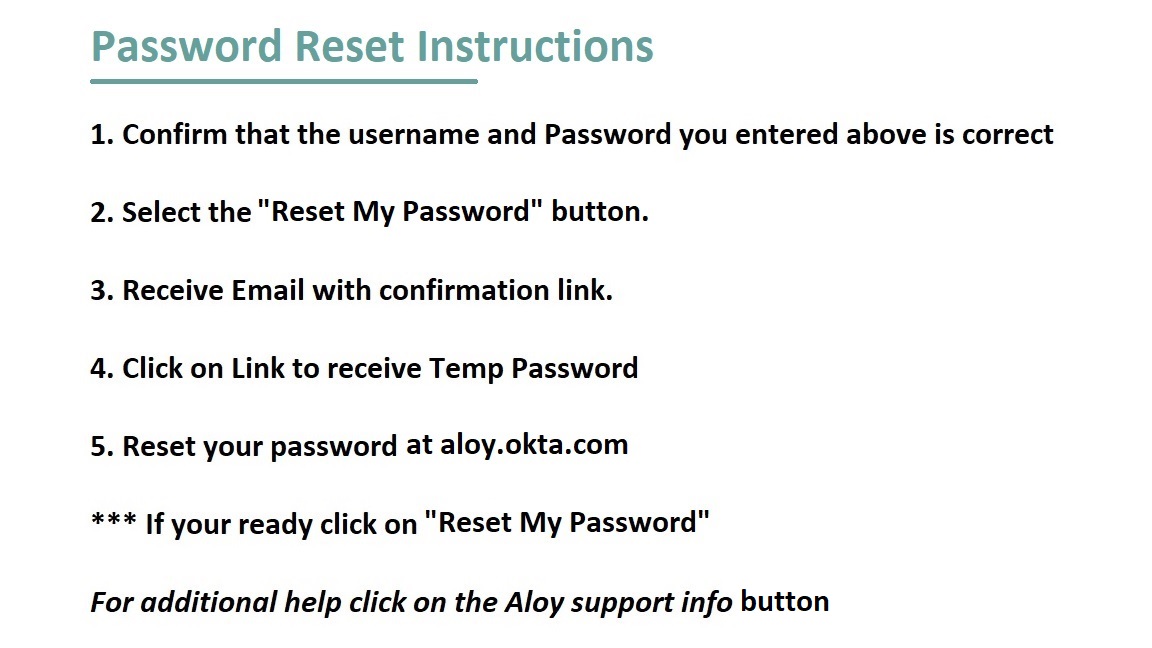 Password Reset Instructions
1. Confirm that the username and Password you entered above is correct
2. Select the "Reset My Password" button.
3. Receive Email with confirmation link.
4. Click on Link to receive Temp Password
5. Reset your password at aloy.okta.com
*** If your ready click on "Reset My Password"
For additional help click on the Aloy support info button